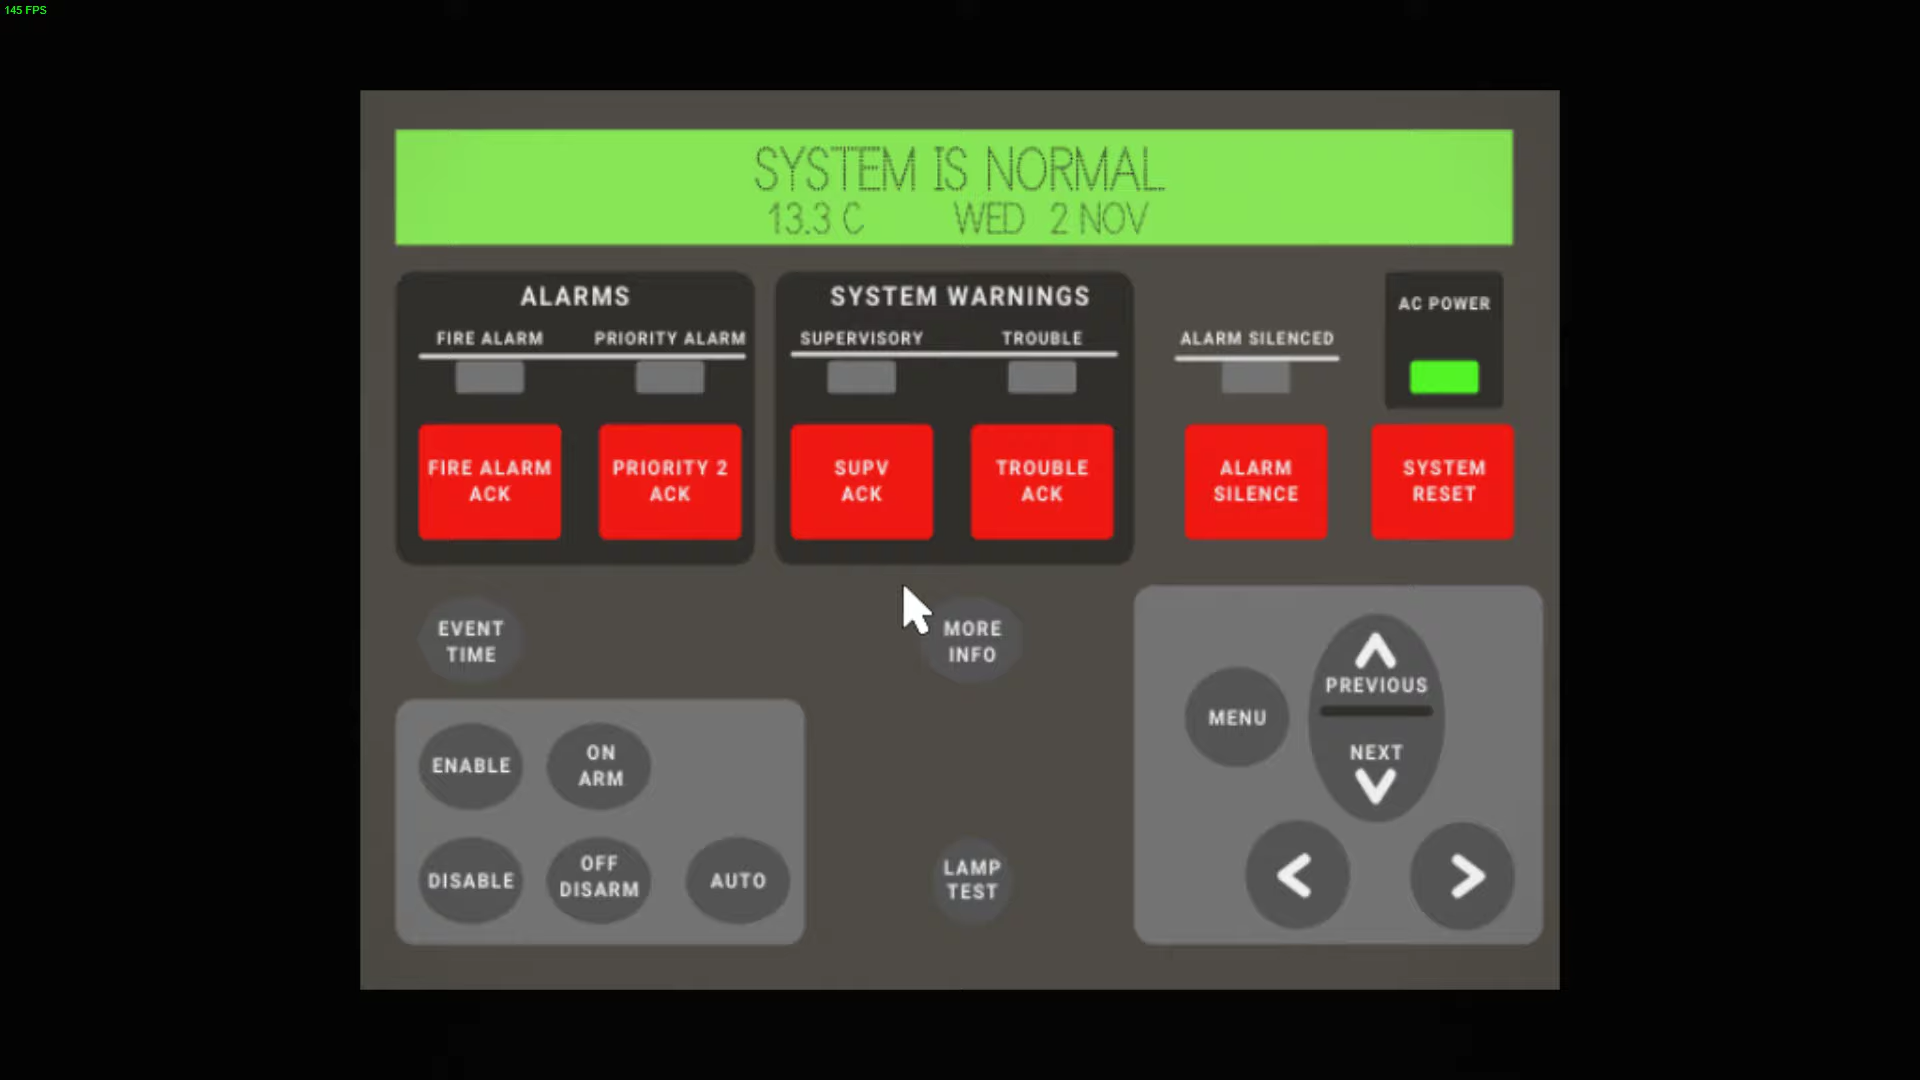 145 FPS
SYSTEM IS NORMAL
13.3 C WED 2 NOV
ALARMS
FIRE ALARM PRIORITY ALARM
SYSTEM WARNINGS
SUPERVISORY TROUBLE
ALARM SILENCED
AC POWER
FIRE ALARM
ACK
PRIORITY 2
ACK
SUPV
ACK
TROUBLE
ACK
ALARM
SILENCE
SYSTEM
RESET
EVENT
TIME
MORE
INFO
ENABLE
ON
ARM
DISABLE
OFF
DISARM
AUTO
LAMP
TEST
MENU
PREVIOUS
NEXT